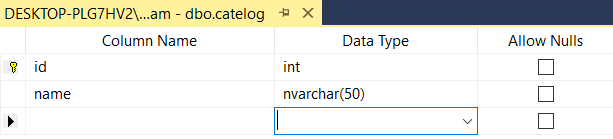 DESKTOP-PLG7HV2\...am - dbo.catelog
Column Name Data Type Allow Nulls
id int
name nvarchar(50)